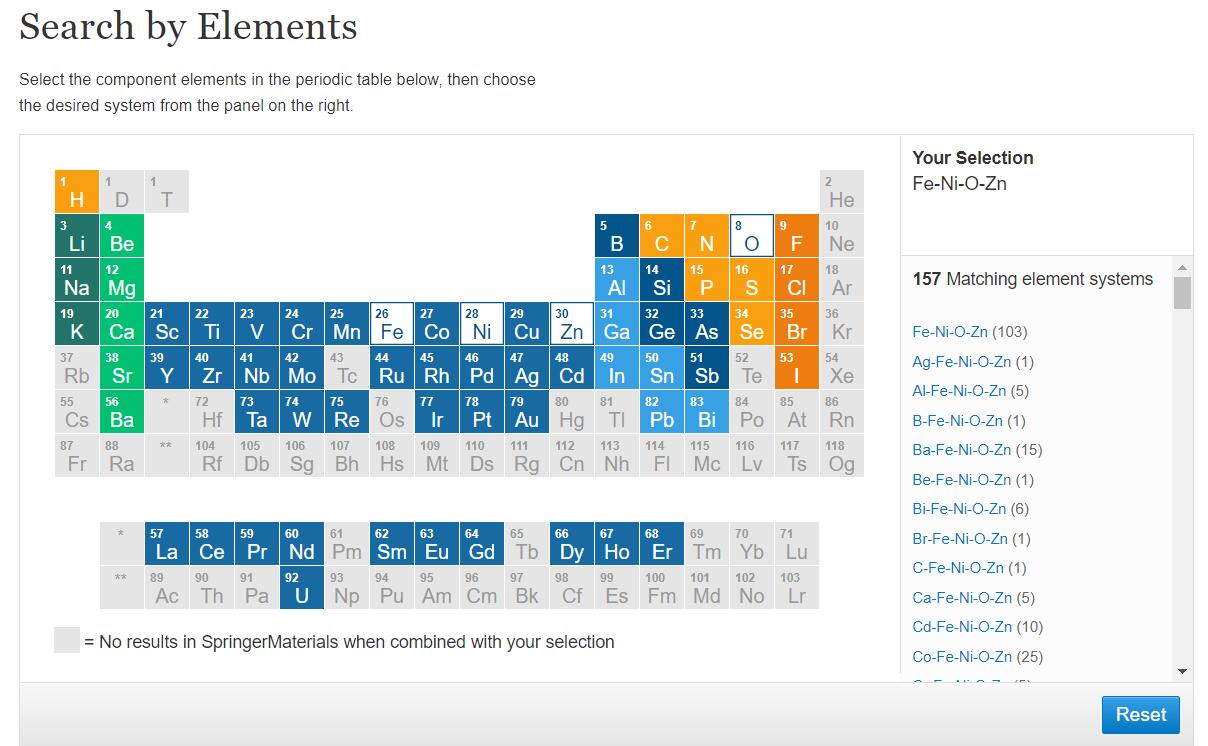 Search by Elements
Select the component elements in the periodic table below, then choose
the desired system from the panel on the right.
Your Selection
Fe-Ni-O-Zn
1 H 1 D 1 T 2 He
3 Li 4 Be 5 B 6 C 7 N 8 O 9 F 10 Ne
11 Na 12 Mg 13 Al 14 Si 15 P 16 S 17 Cl 18 Ar
19 K 20 Ca 21 Sc 22 Ti 23 V 24 Cr 25 Mn 26 Fe 27 Co 28 Ni 29 Cu 30 Zn 31 Ga 32 Ge 33 As 34 Se 35 Br 36 Kr
37 Rb 38 Sr 39 Y 40 Zr 41 Nb 42 Mo 43 Tc 44 Ru 45 Rh 46 Pd 47 Ag 48 Cd 49 In 50 Sn 51 Sb 52 Te 53 I 54 Xe
55 Cs 56 Ba * 72 Hf 73 Ta 74 W 75 Re 76 Os 77 Ir 78 Pt 79 Au 80 Hg 81 Tl 82 Pb 83 Bi 84 Po 85 At 86 Rn
87 Fr 88 Ra ** 104 Rf 105 Db 106 Sg 107 Bh 108 Hs 109 Mt 110 Ds 111 Rg 112 Cn 113 Nh 114 Fl 115 Mc 116 Lv 117 Ts 118 Og
* 57 La 58 Ce 59 Pr 60 Nd 61 Pm 62 Sm 63 Eu 64 Gd 65 Tb 66 Dy 67 Ho 68 Er 69 Tm 70 Yb 71 Lu
** 89 Ac 90 Th 91 Pa 92 U 93 Np 94 Pu 95 Am 96 Cm 97 Bk 98 Cf 99 Es 100 Fm 101 Md 102 No 103 Lr
= No results in SpringerMaterials when combined with your selection
157 Matching element systems
Fe-Ni-O-Zn (103)
Ag-Fe-Ni-O-Zn (1)
Al-Fe-Ni-O-Zn (5)
B-Fe-Ni-O-Zn (1)
Ba-Fe-Ni-O-Zn (15)
Be-Fe-Ni-O-Zn (1)
Bi-Fe-Ni-O-Zn (6)
Br-Fe-Ni-O-Zn (1)
C-Fe-Ni-O-Zn (1)
Ca-Fe-Ni-O-Zn (5)
Cd-Fe-Ni-O-Zn (10)
Co-Fe-Ni-O-Zn (25)
Reset